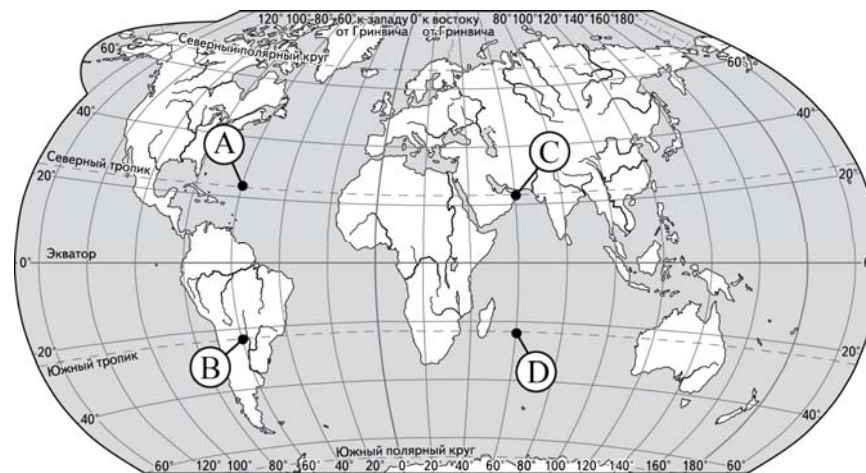 120° 100° 80° 60° к западу 0° к востоку 80° 100° 120° 140° 160° 180°
от Гринвича от Гринвича
Северный полярный круг
60° 60°
40° 40°
A
C
Северный тропик
20° 20°
Экватор
0° 0°
B
D
Южный тропик
20° 20°
40° 40°
Южный полярный круг
60° 120° 100° 80° 60° 40° 20° 0° 20° 40° 60° 80° 100° 120° 140° 160° 180° 60°